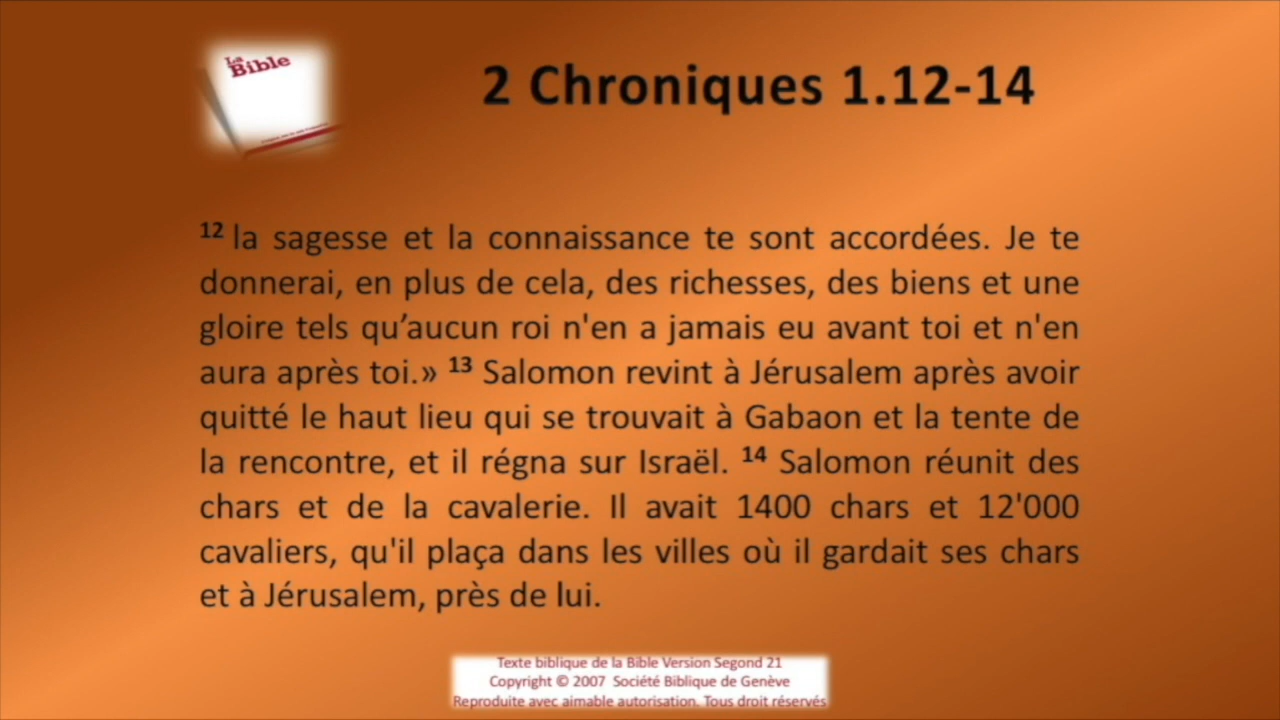 La
Bible
2 Chroniques 1.12-14
12 la sagesse et la connaissance te sont accordées. Je te
donnerai, en plus de cela, des richesses, des biens et une
gloire tels qu’aucun roi n'en a jamais eu avant toi et n'en
aura après toi.» 13 Salomon revint à Jérusalem après avoir
quitté le haut lieu qui se trouvait à Gabaon et la tente de
la rencontre, et il régna sur Israël. 14 Salomon réunit des
chars et de la cavalerie. Il avait 1400 chars et 12'000
cavaliers, qu'il plaça dans les villes où il gardait ses chars
et à Jérusalem, près de lui.
Texte biblique de la Bible Version Segond 21
Copyright © 2007 Société Biblique de Genève
Reproduite avec aimable autorisation. Tous droit réservés